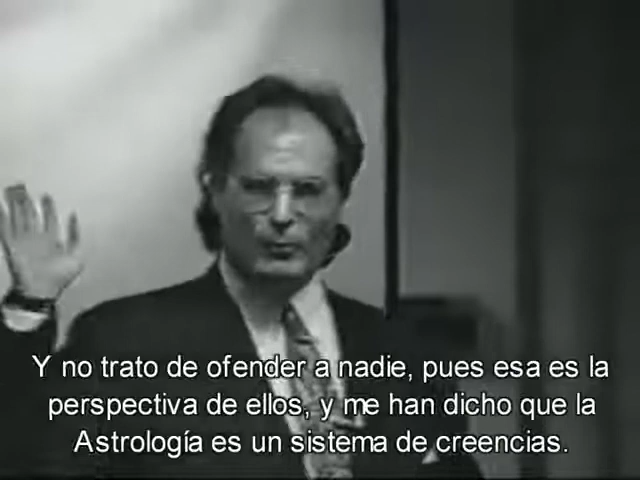 Y no trato de ofender a nadie, pues esa es la
perspectiva de ellos, y me han dicho que la
Astrología es un sistema de creencias.